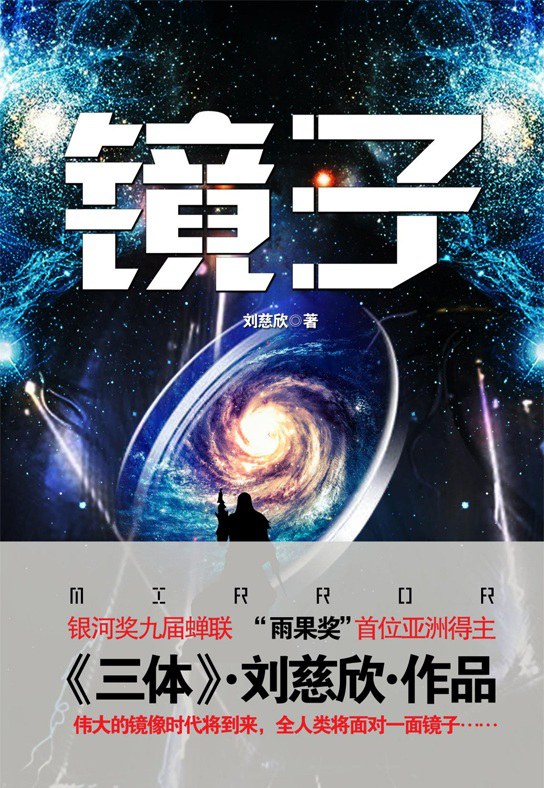 镜子
刘慈欣◎著
MIRROR
银河奖九届蝉联 “雨果奖”首位亚洲得主
《三体》·刘慈欣·作品
伟大的镜像时代将到来，全人类将面对一面镜子……